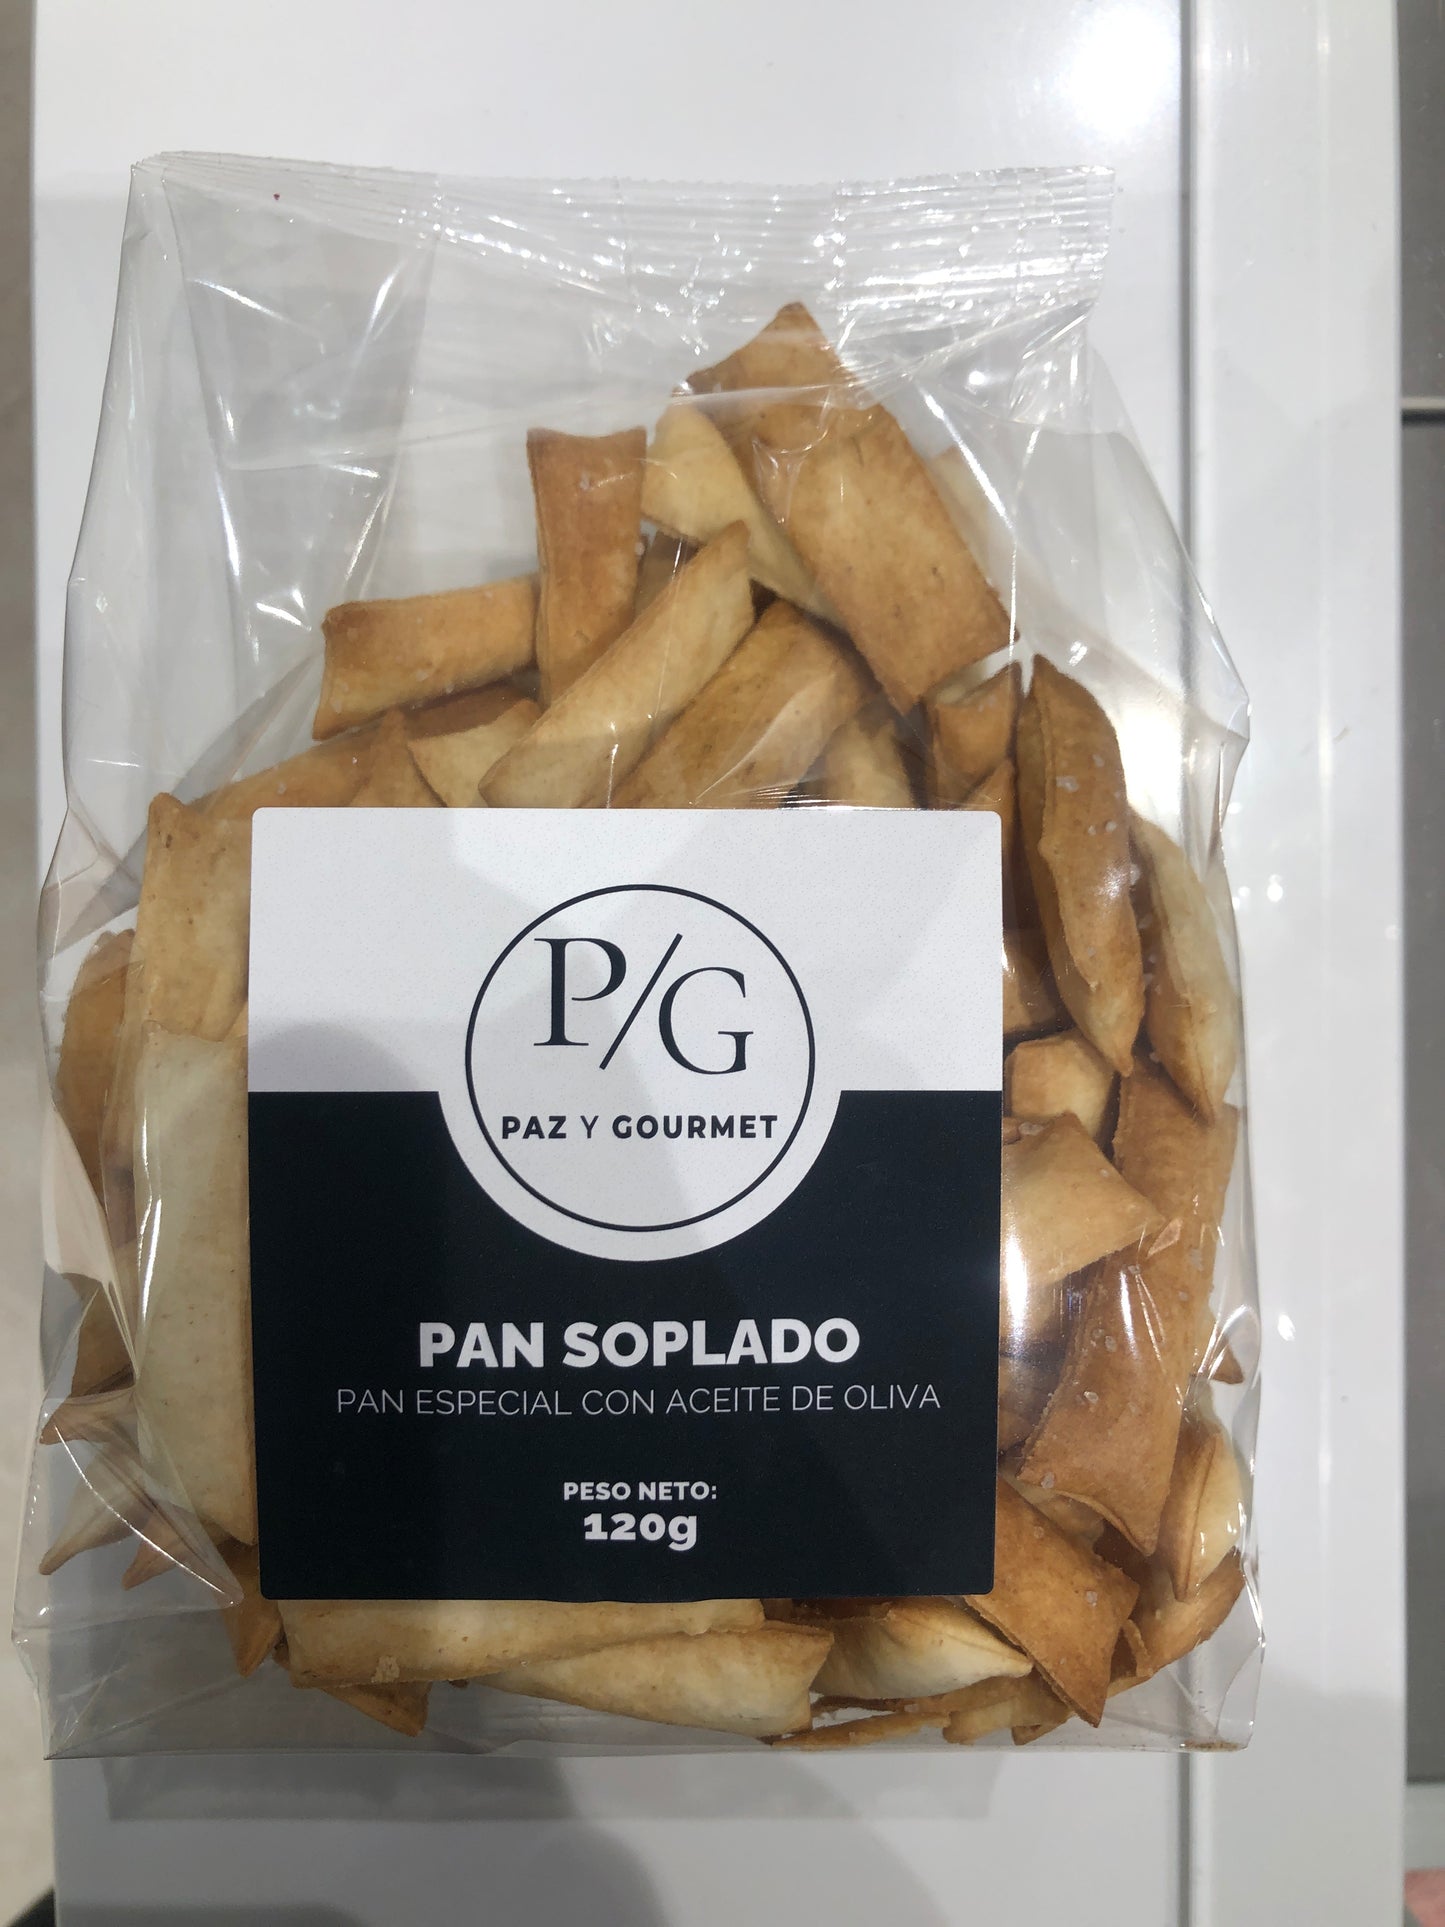 P/G
PAZ Y GOURMET
PAN SOPLADO
PAN ESPECIAL CON ACEITE DE OLIVA
PESO NETO:
120g